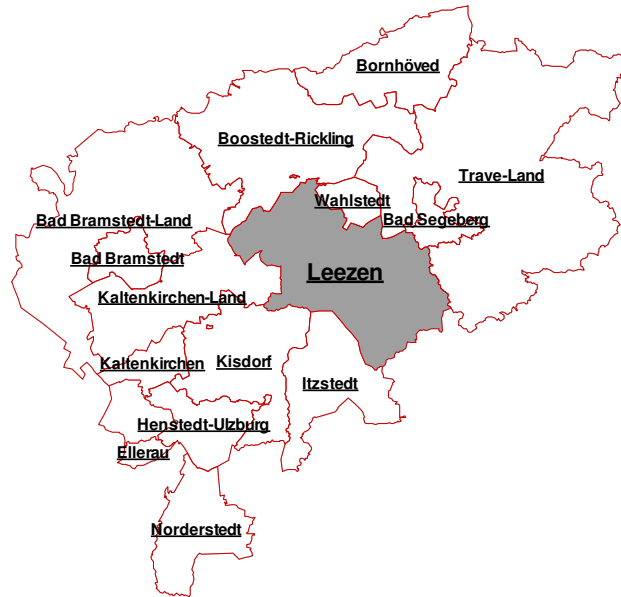 Bornhöved
Boostedt-Rickling
Trave-Land
Wahlstedt
Bad Segeberg
Bad Bramstedt-Land
Bad Bramstedt
Leezen
Kaltenkirchen-Land
Kaltenkirchen
Kisdorf
Itzstedt
Henstedt-Ulzburg
Ellerau
Norderstedt